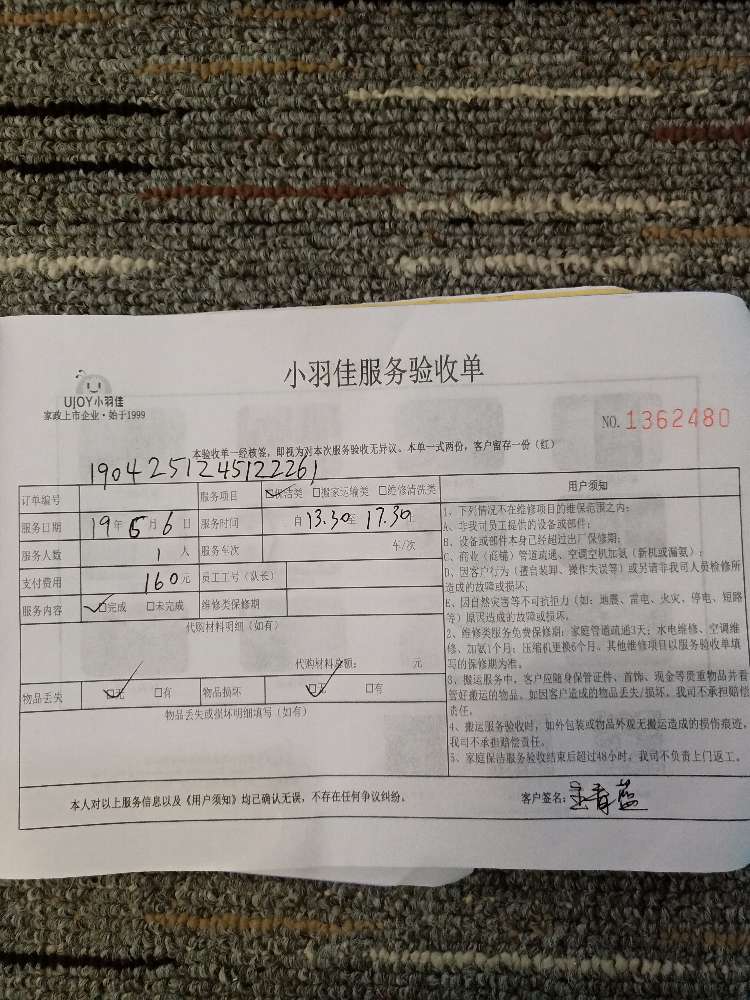 小羽佳服务验收单
UJOY小羽佳
家政上市企业·始于1999
NO. 1362480
本验收单一经核签，即视为对本次服务验收无异议。本单一式两份，客户留存一份（红）
19042512451 22261
订单编号 服务项目 ☑保洁类 □搬家运输类 □维修清洗类
服务日期 19年5月6日 服务时间 自13.30至17.30
服务人数 1人 服务车次 车/次
支付费用 160元 员工工号（队长）
服务内容 ☑完成 □未完成 维修类保修期
代购材料明细（如有）
代购材料总额： 元
物品丢失 ☑无 □有 物品损坏 ☑无 □有
物品丢失或损坏明细填写（如有）
用户须知
1、下列情况不在维修项目的维保范围之内：
A、非我司员工提供的设备或部件；
B、设备或部件本身已经超过出厂保修期；
C、商业（商铺）管道疏通、空调空机加氨（新机或漏氨）；
D、因客户行为（擅自装卸、操作失误等）或另请非我司人员检修所
造成的故障或损坏；
E、因自然灾害等不可抗拒力（如：地震、雷电、火灾、停电、短路
等）原因造成的故障或损坏。
2、维修类服务免费保修期：家庭管道疏通3天；水电维修、空调维
修、加氨1个月；压缩机更换6个月。其他维修项目以服务验收单填
写的保修期为准。
3、搬运服务中，客户应随身保管证件、首饰、现金等贵重物品并看
管好搬运的物品。如因客户造成的物品丢失/损坏，我司不承担赔偿
责任。
4、搬运服务验收时，如外包装或物品外观无搬运造成的损伤痕迹，
我司不承担赔偿责任。
5、家庭保洁服务验收结束后超过48小时，我司不负责上门返工。
本人对以上服务信息以及《用户须知》均已确认无误，不存在任何争议纠纷。 客户签名：